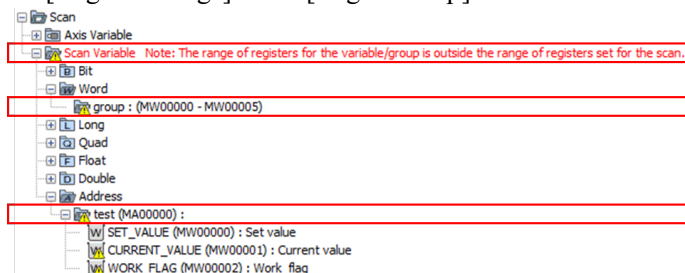 Scan
Axis Variable
Scan Variable Note: The range of registers for the variable/group is outside the range of registers set for the scan.
Bit
Word
group : (MW00000 - MW00005)
Long
Quad
Float
Double
Address
test (MA00000) :
SET_VALUE (MW00000) : Set value
CURRENT_VALUE (MW00001) : Current value
WORK_FLAG (MW00002) : Work flag